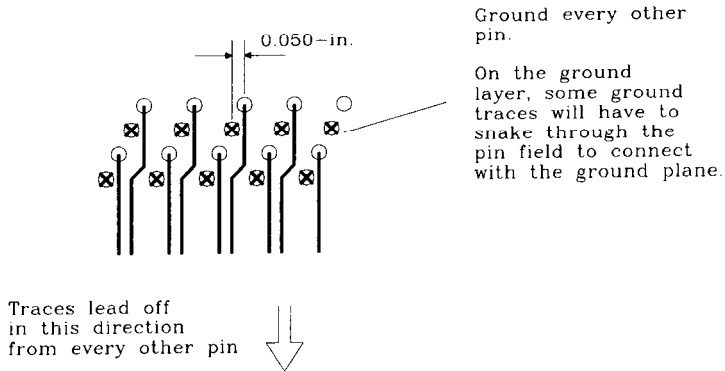 Ground every other
pin.
0.050-in.
On the ground
layer, some ground
traces will have to
snake through the
pin field to connect
with the ground plane.
Traces lead off
in this direction
from every other pin